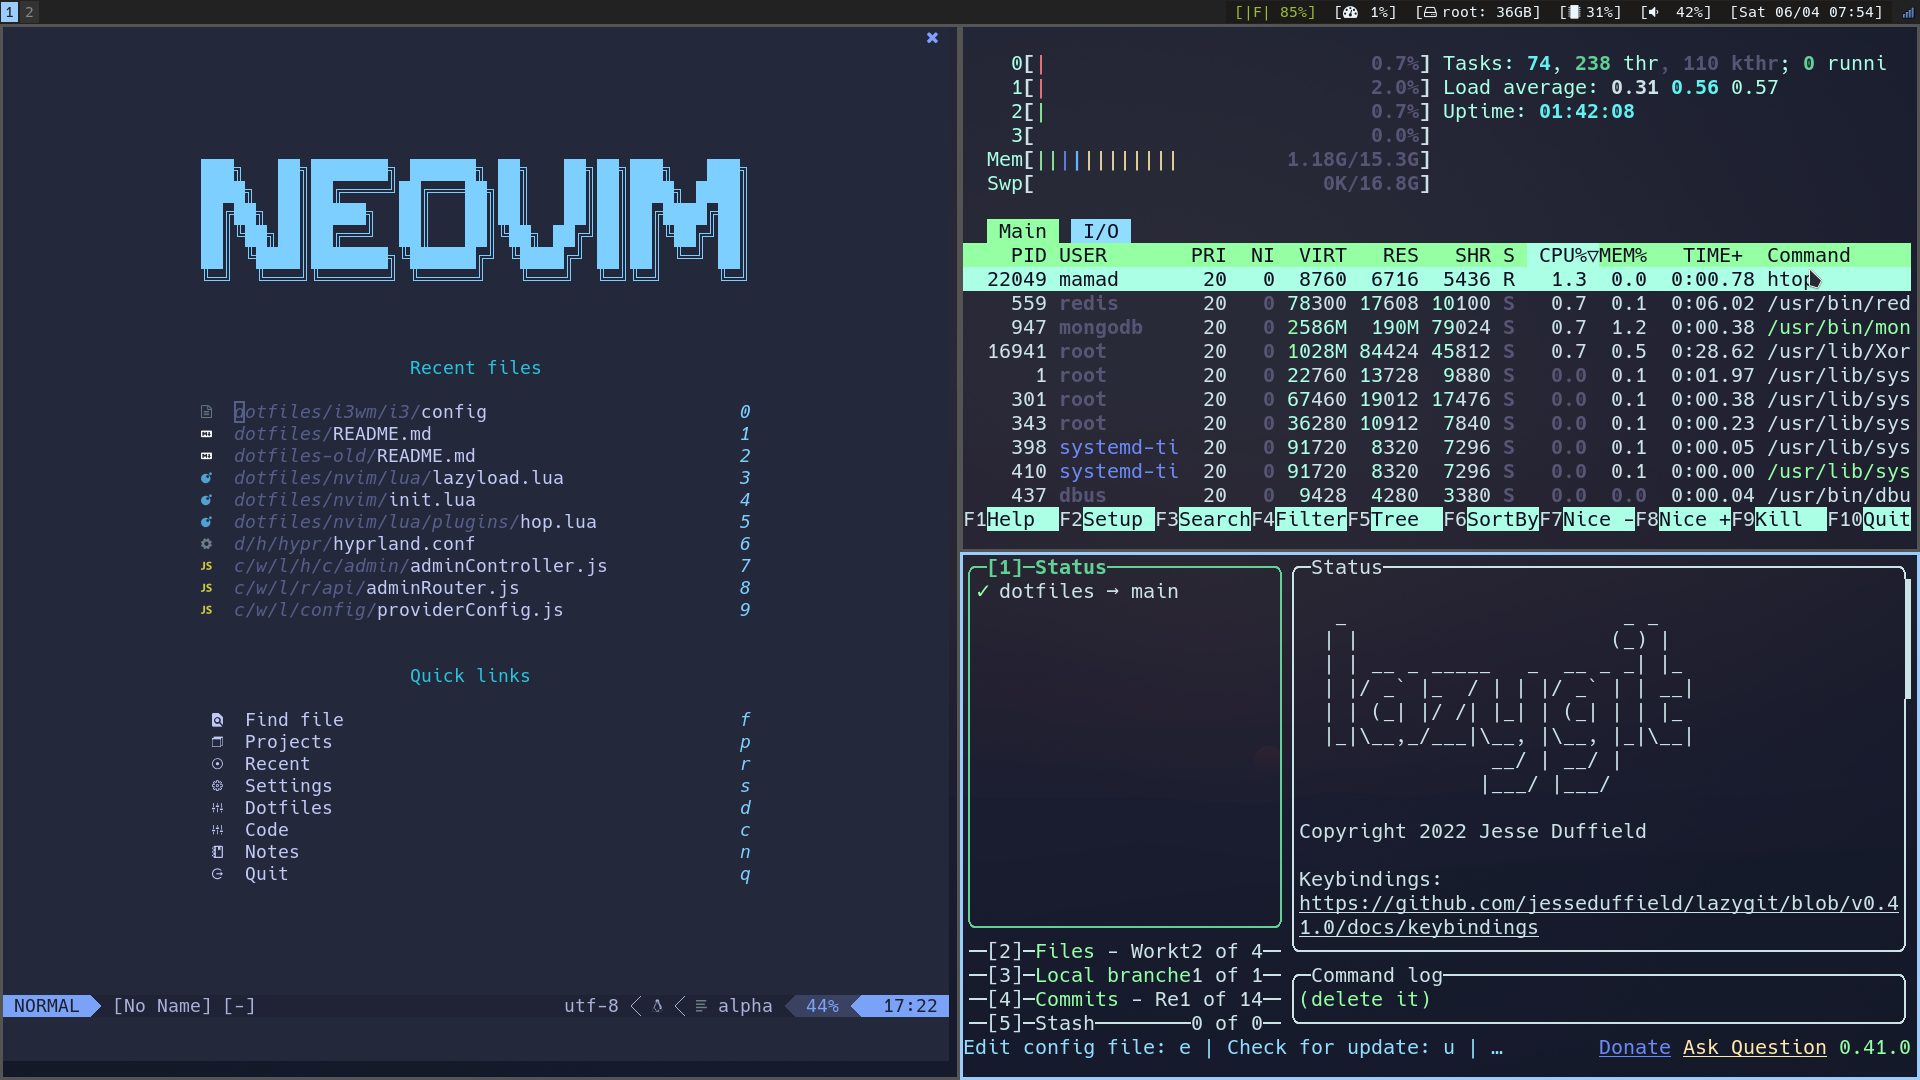 1 2
[|F| 85%] [ 1%] [ root: 36GB] [ 31%] [ 42%] [Sat 06/04 07:54]
NEOVIM
Recent files
dotfiles/i3wm/i3/config 0
dotfiles/README.md 1
dotfiles-old/README.md 2
dotfiles/nvim/lua/lazyload.lua 3
dotfiles/nvim/init.lua 4
dotfiles/nvim/lua/plugins/hop.lua 5
d/h/hypr/hyprland.conf 6
JS c/w/l/h/c/admin/adminController.js 7
JS c/w/l/r/api/adminRouter.js 8
JS c/w/l/config/providerConfig.js 9
Quick links
Find file f
Projects p
Recent r
Settings s
Dotfiles d
Code c
Notes n
Quit q
NORMAL [No Name] [-] utf-8 alpha 44% 17:22
0[| 0.7%] Tasks: 74, 238 thr, 110 kthr; 0 runni
1[| 2.0%] Load average: 0.31 0.56 0.57
2[| 0.7%] Uptime: 01:42:08
3[ 0.0%]
Mem[|||||||||||| 1.18G/15.3G]
Swp[ 0K/16.8G]
Main I/O
PID USER PRI NI VIRT RES SHR S CPU%▽MEM% TIME+ Command
22049 mamad 20 0 8760 6716 5436 R 1.3 0.0 0:00.78 htop
559 redis 20 0 78300 17608 10100 S 0.7 0.1 0:06.02 /usr/bin/red
947 mongodb 20 0 2586M 190M 79024 S 0.7 1.2 0:00.38 /usr/bin/mon
16941 root 20 0 1028M 84424 45812 S 0.7 0.5 0:28.62 /usr/lib/Xor
1 root 20 0 22760 13728 9880 S 0.0 0.1 0:01.97 /usr/lib/sys
301 root 20 0 67460 19012 17476 S 0.0 0.1 0:00.38 /usr/lib/sys
343 root 20 0 36280 10912 7840 S 0.0 0.1 0:00.23 /usr/lib/sys
398 systemd-ti 20 0 91720 8320 7296 S 0.0 0.1 0:00.05 /usr/lib/sys
410 systemd-ti 20 0 91720 8320 7296 S 0.0 0.1 0:00.00 /usr/lib/sys
437 dbus 20 0 9428 4280 3380 S 0.0 0.0 0:00.04 /usr/bin/dbu
F1Help F2Setup F3SearchF4FilterF5Tree F6SortByF7Nice -F8Nice +F9Kill F10Quit
[1]─Status
✓ dotfiles → main
[2]─Files - Workt2 of 4
[3]─Local branche1 of 1
[4]─Commits - Re1 of 14
[5]─Stash 0 of 0
Status
lazygit
Copyright 2022 Jesse Duffield
Keybindings:
https://github.com/jesseduffield/lazygit/blob/v0.4
1.0/docs/keybindings
Command log
(delete it)
Edit config file: e | Check for update: u | … Donate Ask Question 0.41.0